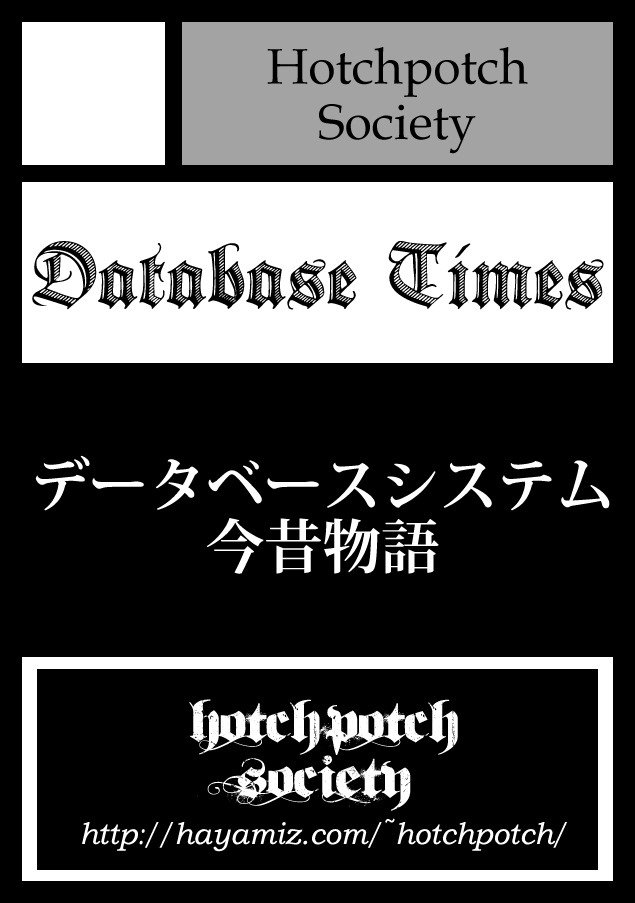 Hotchpotch
Society
Database Times
データベースシステム
今昔物語
hotchpotch
society
http://hayamiz.com/~hotchpotch/